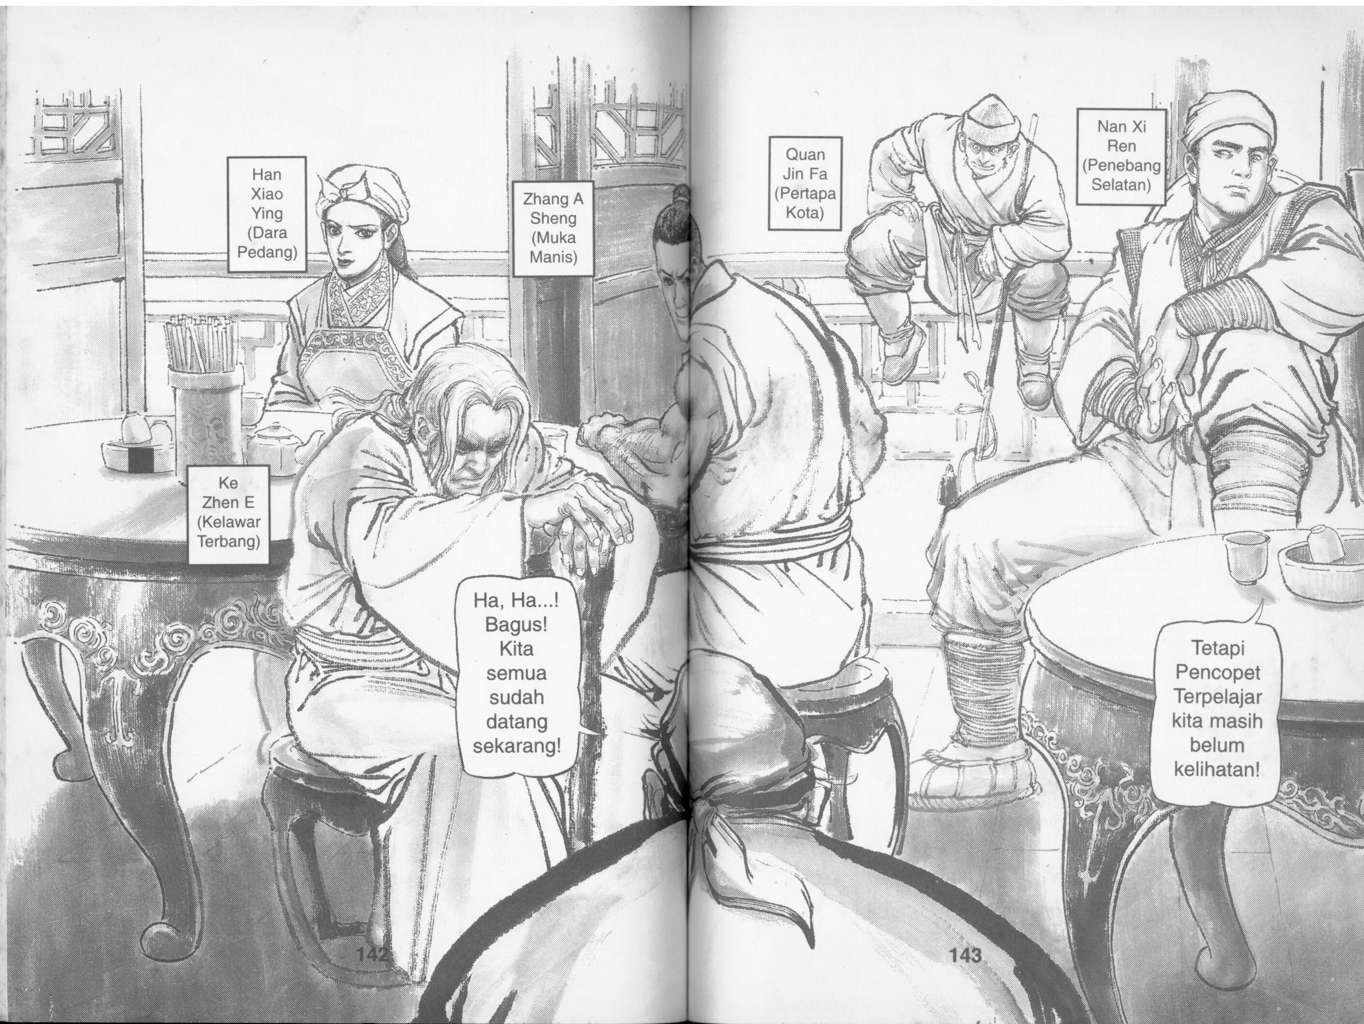 Han
Xiao
Ying
(Dara
Pedang)
Zhang A
Sheng
(Muka
Manis)
Ke
Zhen E
(Kelawar
Terbang)
Ha, Ha...!
Bagus!
Kita
semua
sudah
datang
sekarang!
142
Quan
Jin Fa
(Pertapa
Kota)
Nan Xi
Ren
(Penebang
Selatan)
Tetapi
Pencopet
Terpelajar
kita masih
belum
kelihatan!
143